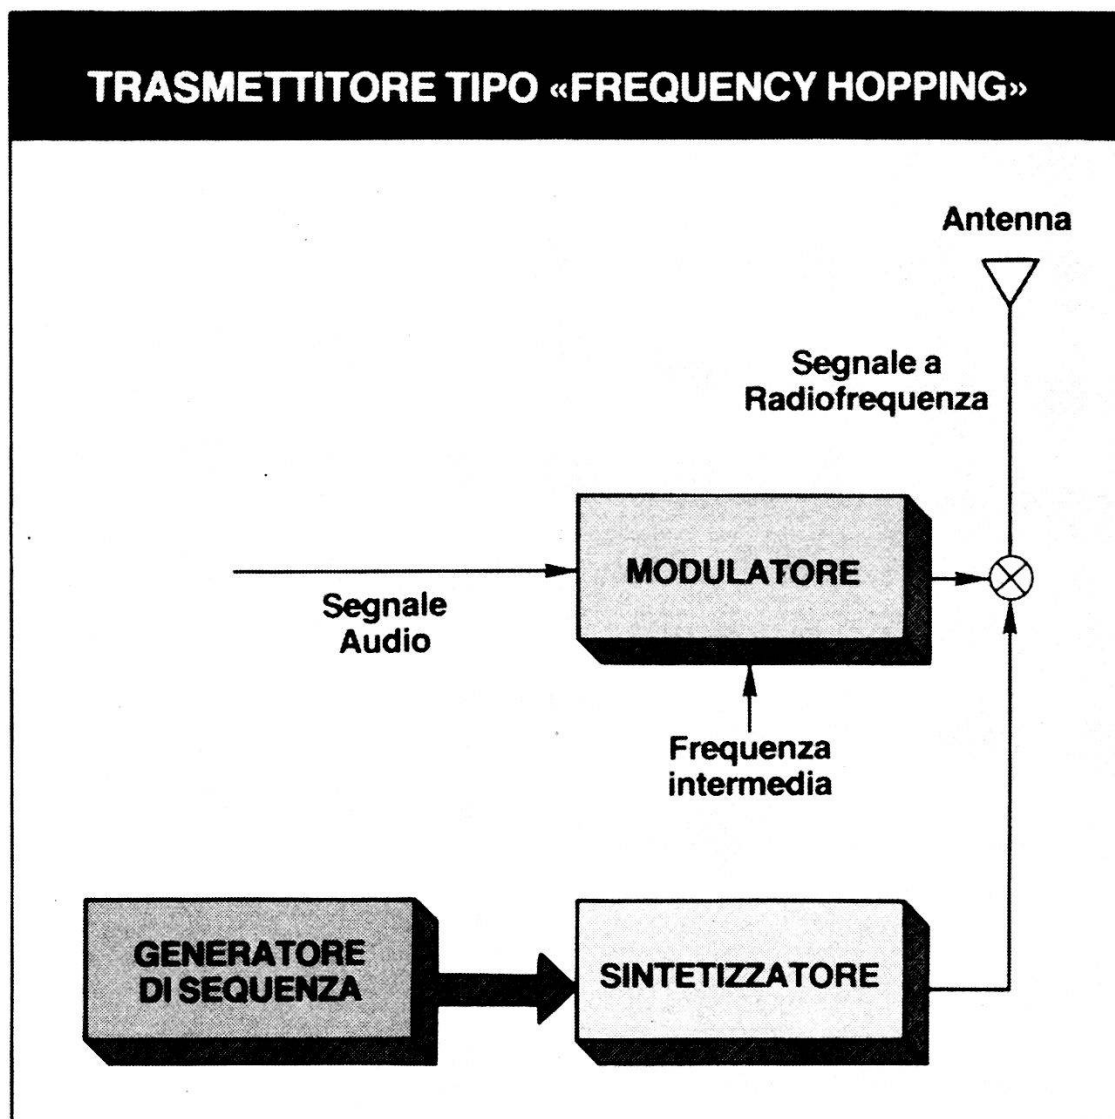 TRASMETTITORE TIPO «FREQUENCY HOPPING»
Antenna
Segnale a
Radiofrequenza
MODULATORE
Segnale
Audio
Frequenza
intermedia
GENERATORE
DI SEQUENZA
SINTETIZZATORE